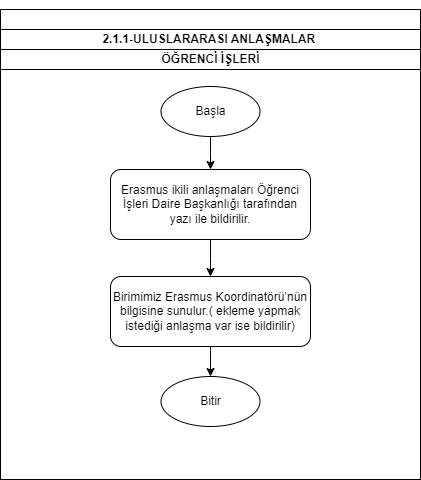 2.1.1-ULUSLARARASI ANLAŞMALAR
ÖĞRENCİ İŞLERİ
Başla
Erasmus ikili anlaşmaları Öğrenci
İşleri Daire Başkanlığı tarafından
yazı ile bildirilir.
Birimimiz Erasmus Koordinatörü'nün
bilgisine sunulur.( ekleme yapmak
istediği anlaşma var ise bildirilir)
Bitir